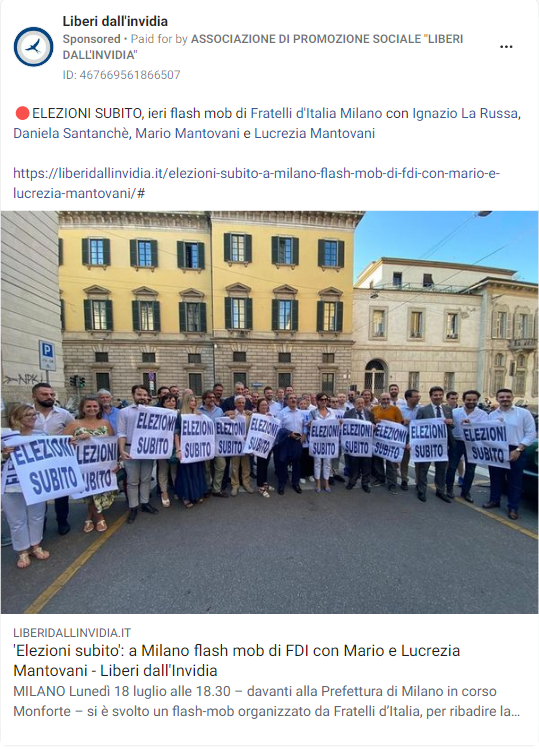 Liberi dall'invidia
Sponsored • Paid for by ASSOCIAZIONE DI PROMOZIONE SOCIALE "LIBERI
DALL'INVIDIA"
ID: 467669561866507
🔴ELEZIONI SUBITO, ieri flash mob di Fratelli d'Italia Milano con Ignazio La Russa,
Daniela Santanchè, Mario Mantovani e Lucrezia Mantovani
https://liberidallinvidia.it/elezioni-subito-a-milano-flash-mob-di-fdi-con-mario-e-
lucrezia-mantovani/#
P
ELEZIONI
SUBITO
ELEZIONI
SUBITO
ELEZIONI
SUBITO
ELEZIONI
SUBITO
ELEZIONI
SUBITO
ELEZIONI
SUBITO
ELEZIONI
SUBITO
ELEZIONI
SUBITO
ELEZIONI
SUBITO
ELEZIONI
SUBITO
ELEZIONI
SUBITO
LIBERIDALLINVIDIA.IT
'Elezioni subito': a Milano flash mob di FDI con Mario e Lucrezia
Mantovani - Liberi dall'Invidia
MILANO Lunedì 18 luglio alle 18.30 – davanti alla Prefettura di Milano in corso
Monforte – si è svolto un flash-mob organizzato da Fratelli d'Italia, per ribadire la…